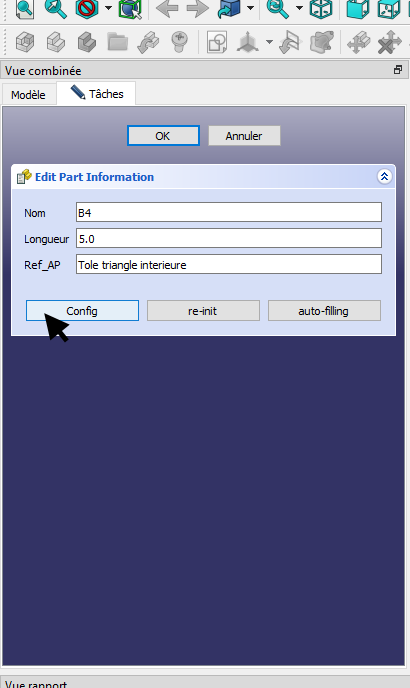 Vue combinée
Modèle
Tâches
OK
Annuler
Edit Part Information
Nom
B4
Longueur
5.0
Ref_AP
Tole triangle interieure
Config
re-init
auto-filling
Vue rapport